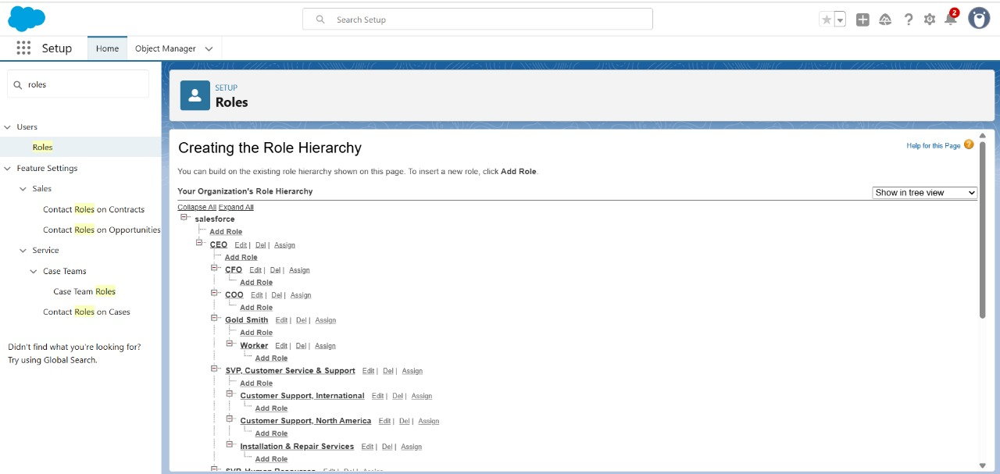 Search Setup
2
Setup
Home
Object Manager
roles
Users
Roles
Feature Settings
Sales
Contact Roles on Contracts
Contact Roles on Opportunities
Service
Case Teams
Case Team Roles
Contact Roles on Cases
Didn't find what you're looking for?
Try using Global Search.
SETUP
Roles
Creating the Role Hierarchy
Help for this Page ?
You can build on the existing role hierarchy shown on this page. To insert a new role, click Add Role.
Your Organization's Role Hierarchy
Show in tree view
Collapse All Expand All
salesforce
Add Role
CEO Edit | Del | Assign
Add Role
CFO Edit | Del | Assign
Add Role
COO Edit | Del | Assign
Add Role
Gold Smith Edit | Del | Assign
Add Role
Worker Edit | Del | Assign
Add Role
SVP, Customer Service & Support Edit | Del | Assign
Add Role
Customer Support, International Edit | Del | Assign
Add Role
Customer Support, North America Edit | Del | Assign
Add Role
Installation & Repair Services Edit | Del | Assign
Add Role
SVP, Human Resources Edit | Del | Assign